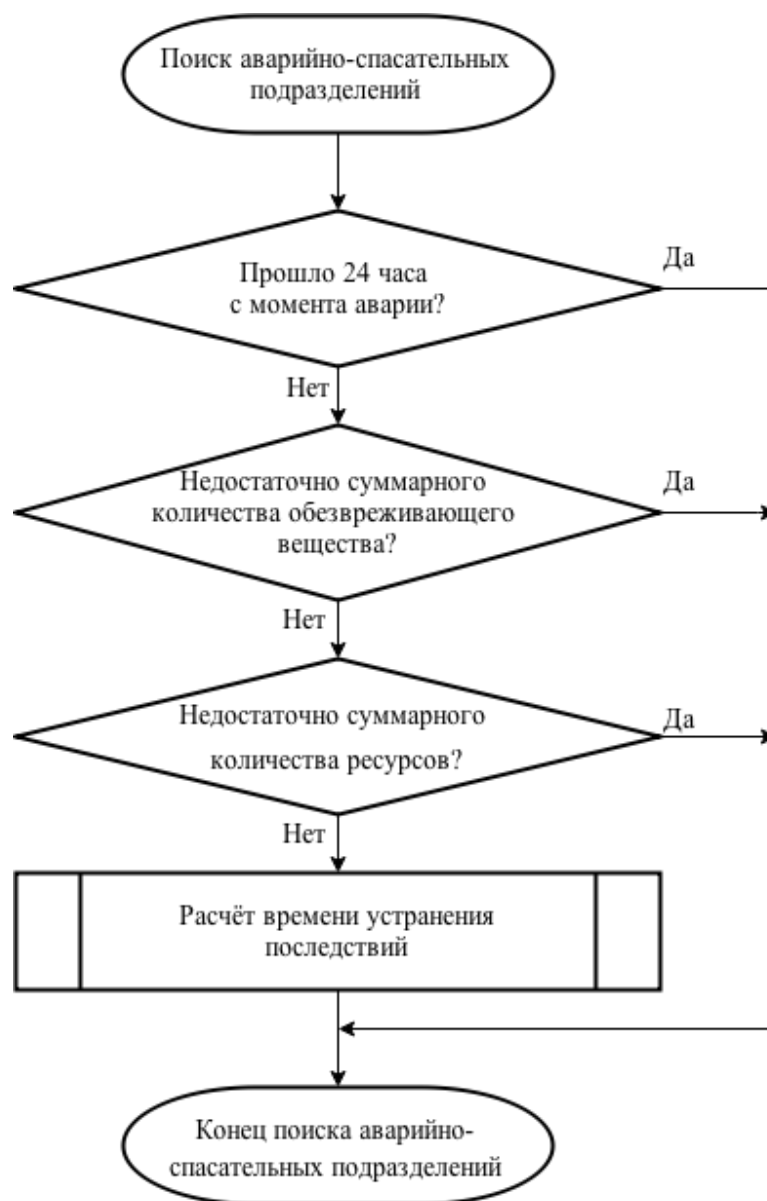 Поиск аварийно-спасательных
подразделений
Прошло 24 часа
с момента аварии?
Да
Нет
Недостаточно суммарного
количества обезвреживающего
вещества?
Да
Нет
Недостаточно суммарного
количества ресурсов?
Да
Нет
Расчёт времени устранения
последствий
Конец поиска аварийно-
спасательных подразделений